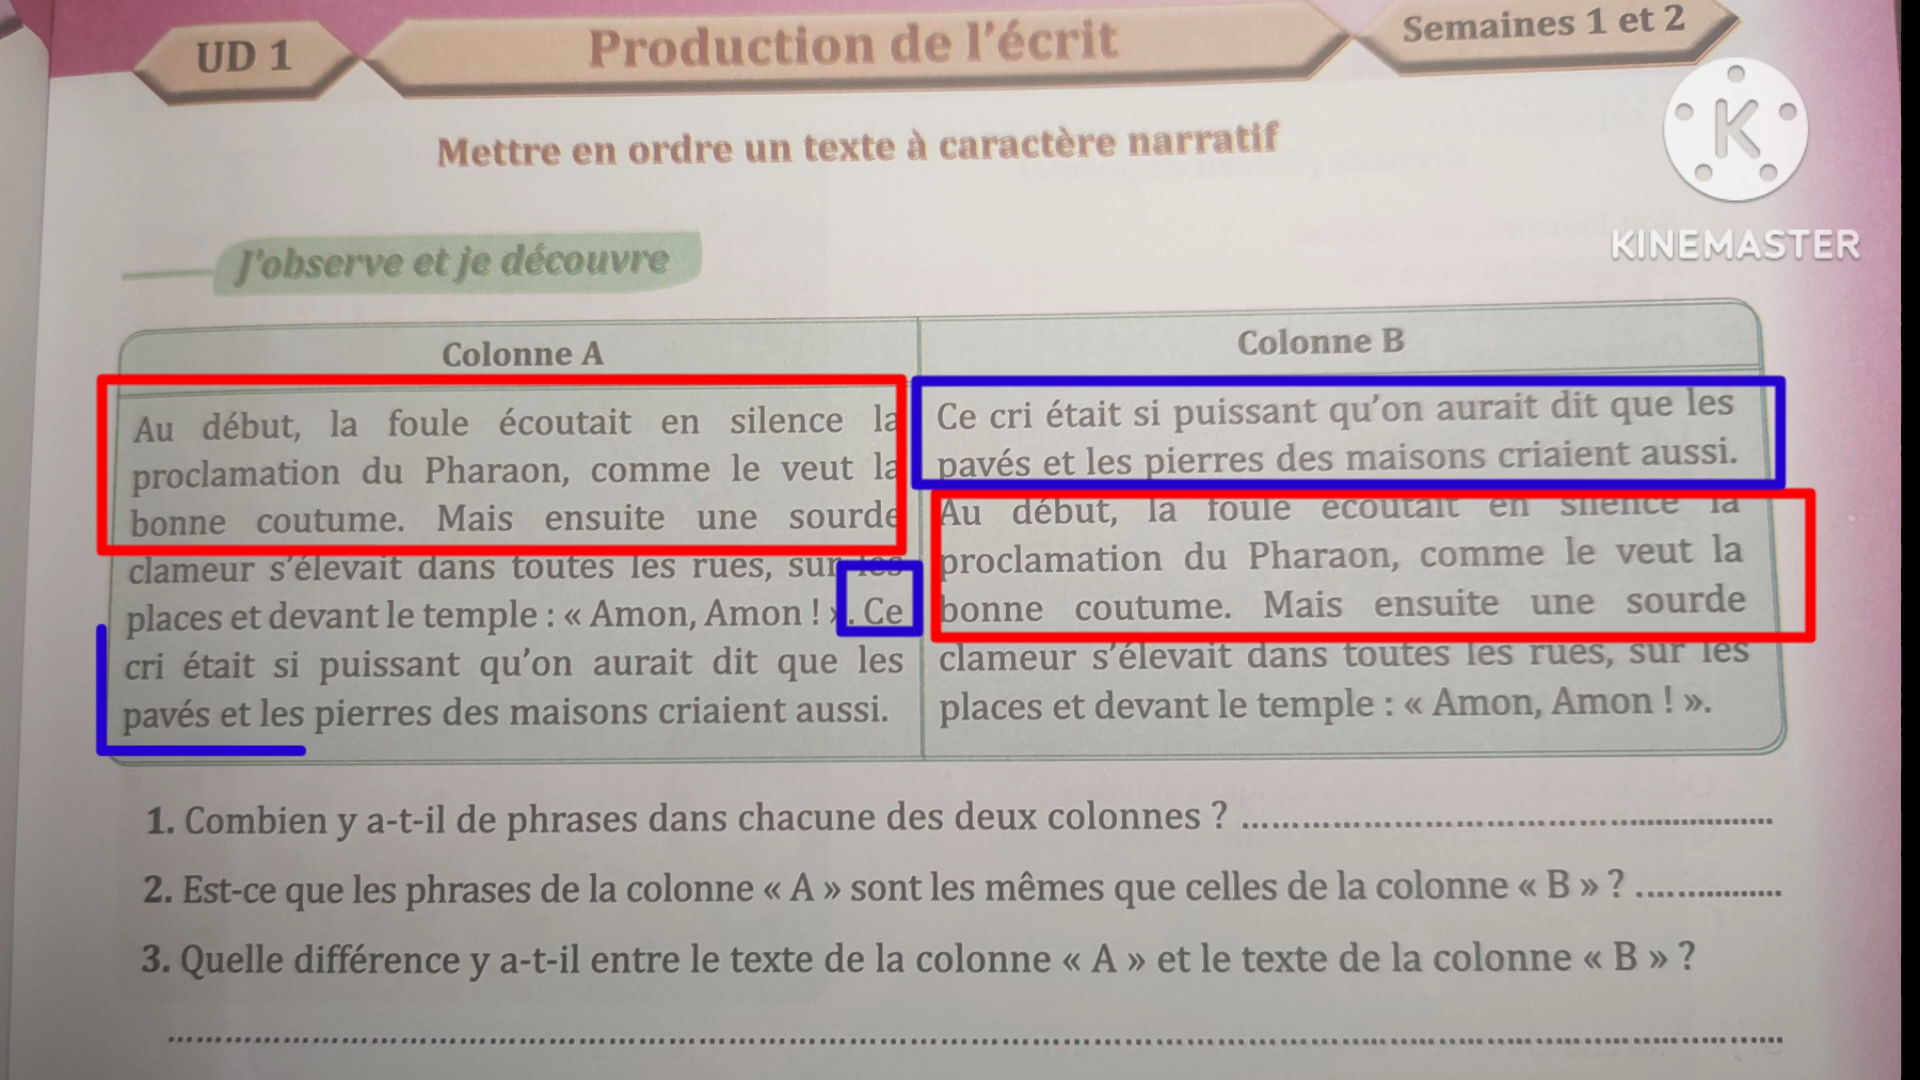 UD 1
Production de l'écrit
Semaines 1 et 2
KINEMASTER
Mettre en ordre un texte à caractère narratif
J'observe et je découvre
Colonne A
Au début, la foule écoutait en silence la
proclamation du Pharaon, comme le veut la
bonne coutume. Mais ensuite une sourde
clameur s'élevait dans toutes les rues, sur les
places et devant le temple : « Amon, Amon ! ». Ce
cri était si puissant qu'on aurait dit que les
pavés et les pierres des maisons criaient aussi.
Colonne B
Ce cri était si puissant qu'on aurait dit que les
pavés et les pierres des maisons criaient aussi.
Au début, la foule écoutait en silence la
proclamation du Pharaon, comme le veut la
bonne coutume. Mais ensuite une sourde
clameur s'élevait dans toutes les rues, sur les
places et devant le temple : « Amon, Amon ! ».
1. Combien y a-t-il de phrases dans chacune des deux colonnes ?
2. Est-ce que les phrases de la colonne « A » sont les mêmes que celles de la colonne « B » ?
3. Quelle différence y a-t-il entre le texte de la colonne « A » et le texte de la colonne « B » ?